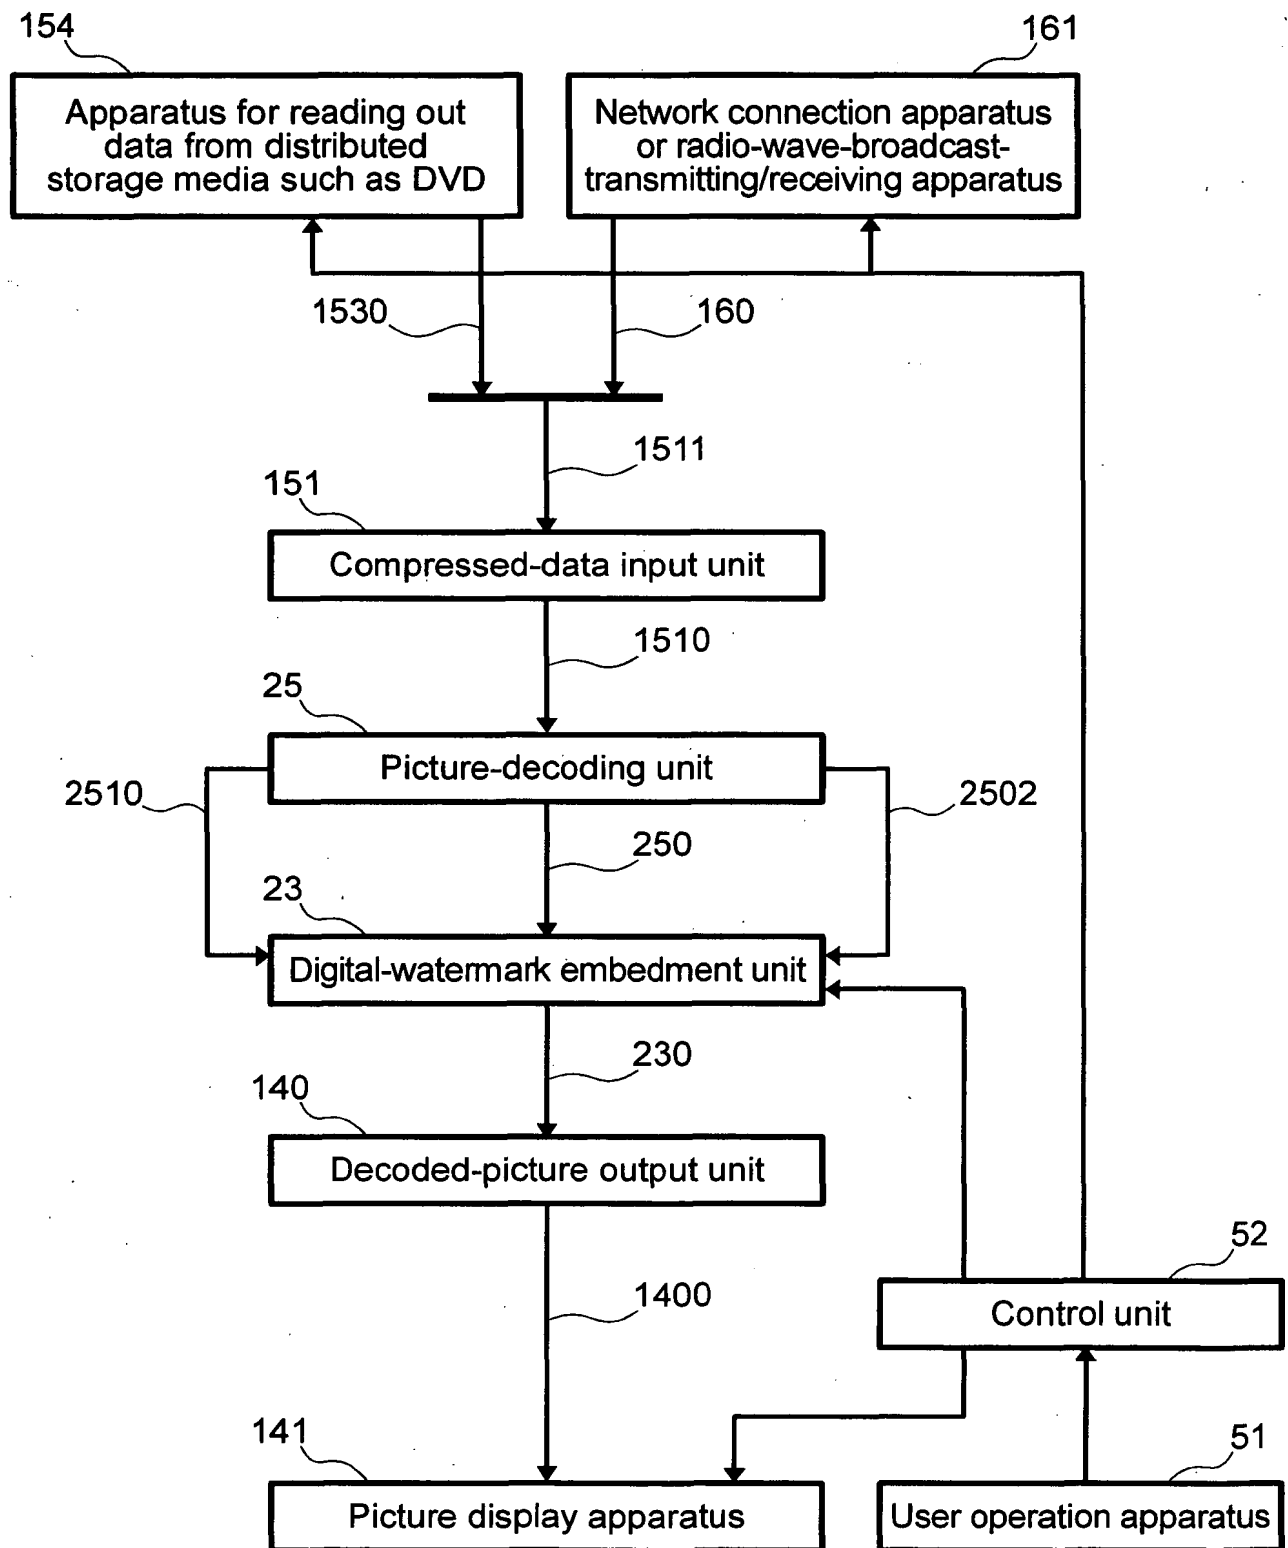 154
161
Apparatus for reading out
data from distributed
storage media such as DVD
Network connection apparatus
or radio-wave-broadcast-
transmitting/receiving apparatus
1530
160
1511
151
Compressed-data input unit
1510
25
Picture-decoding unit
2510
2502
250
23
Digital-watermark embedment unit
230
140
Decoded-picture output unit
52
1400
Control unit
141
51
Picture display apparatus
User operation apparatus